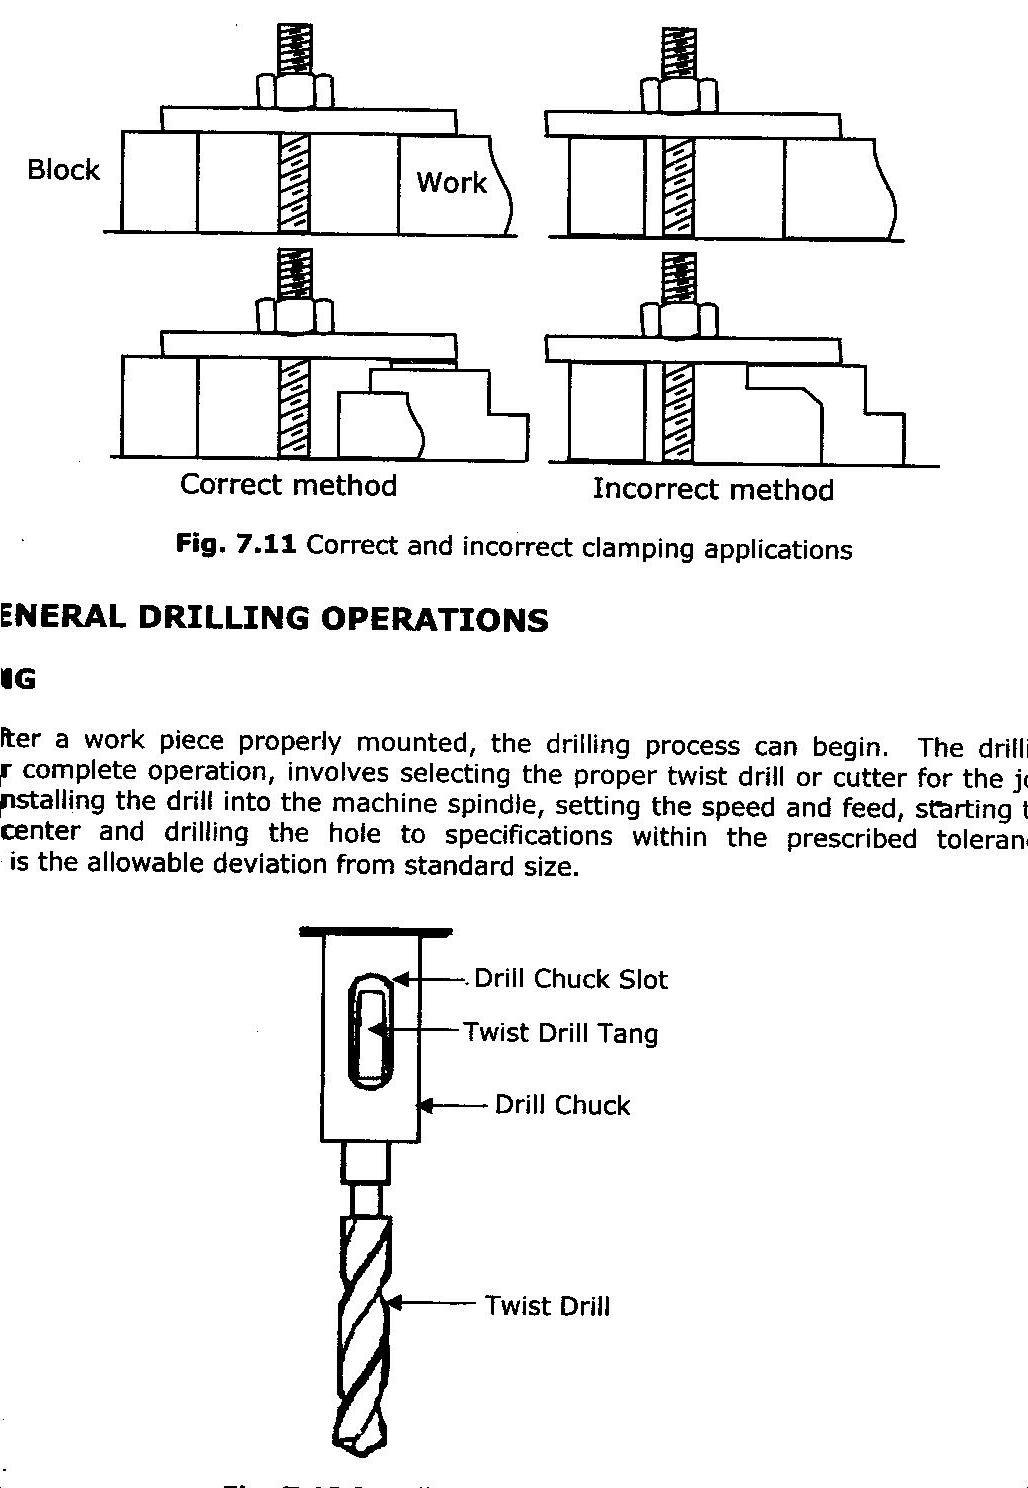 Block
Work
Correct method
Incorrect method
Fig. 7.11 Correct and incorrect clamping applications
ENERAL DRILLING OPERATIONS
NG
fter a work piece properly mounted, the drilling process can begin. The drilli
r complete operation, involves selecting the proper twist drill or cutter for the jo
nstalling the drill into the machine spindle, setting the speed and feed, starting t
center and drilling the hole to specifications within the prescribed toleranc
is the allowable deviation from standard size.
Drill Chuck Slot
Twist Drill Tang
Drill Chuck
Twist Drill